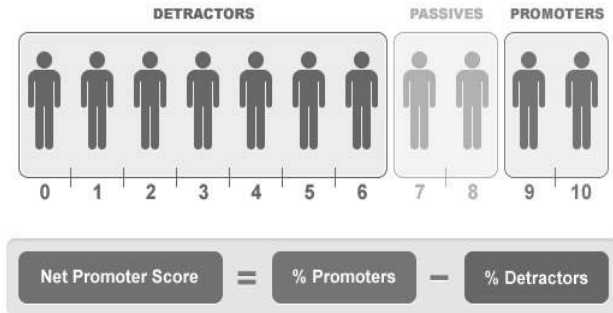 DETRACTORS PASSIVES PROMOTERS
0 1 2 3 4 5 6 7 8 9 10
Net Promoter Score = % Promoters − % Detractors